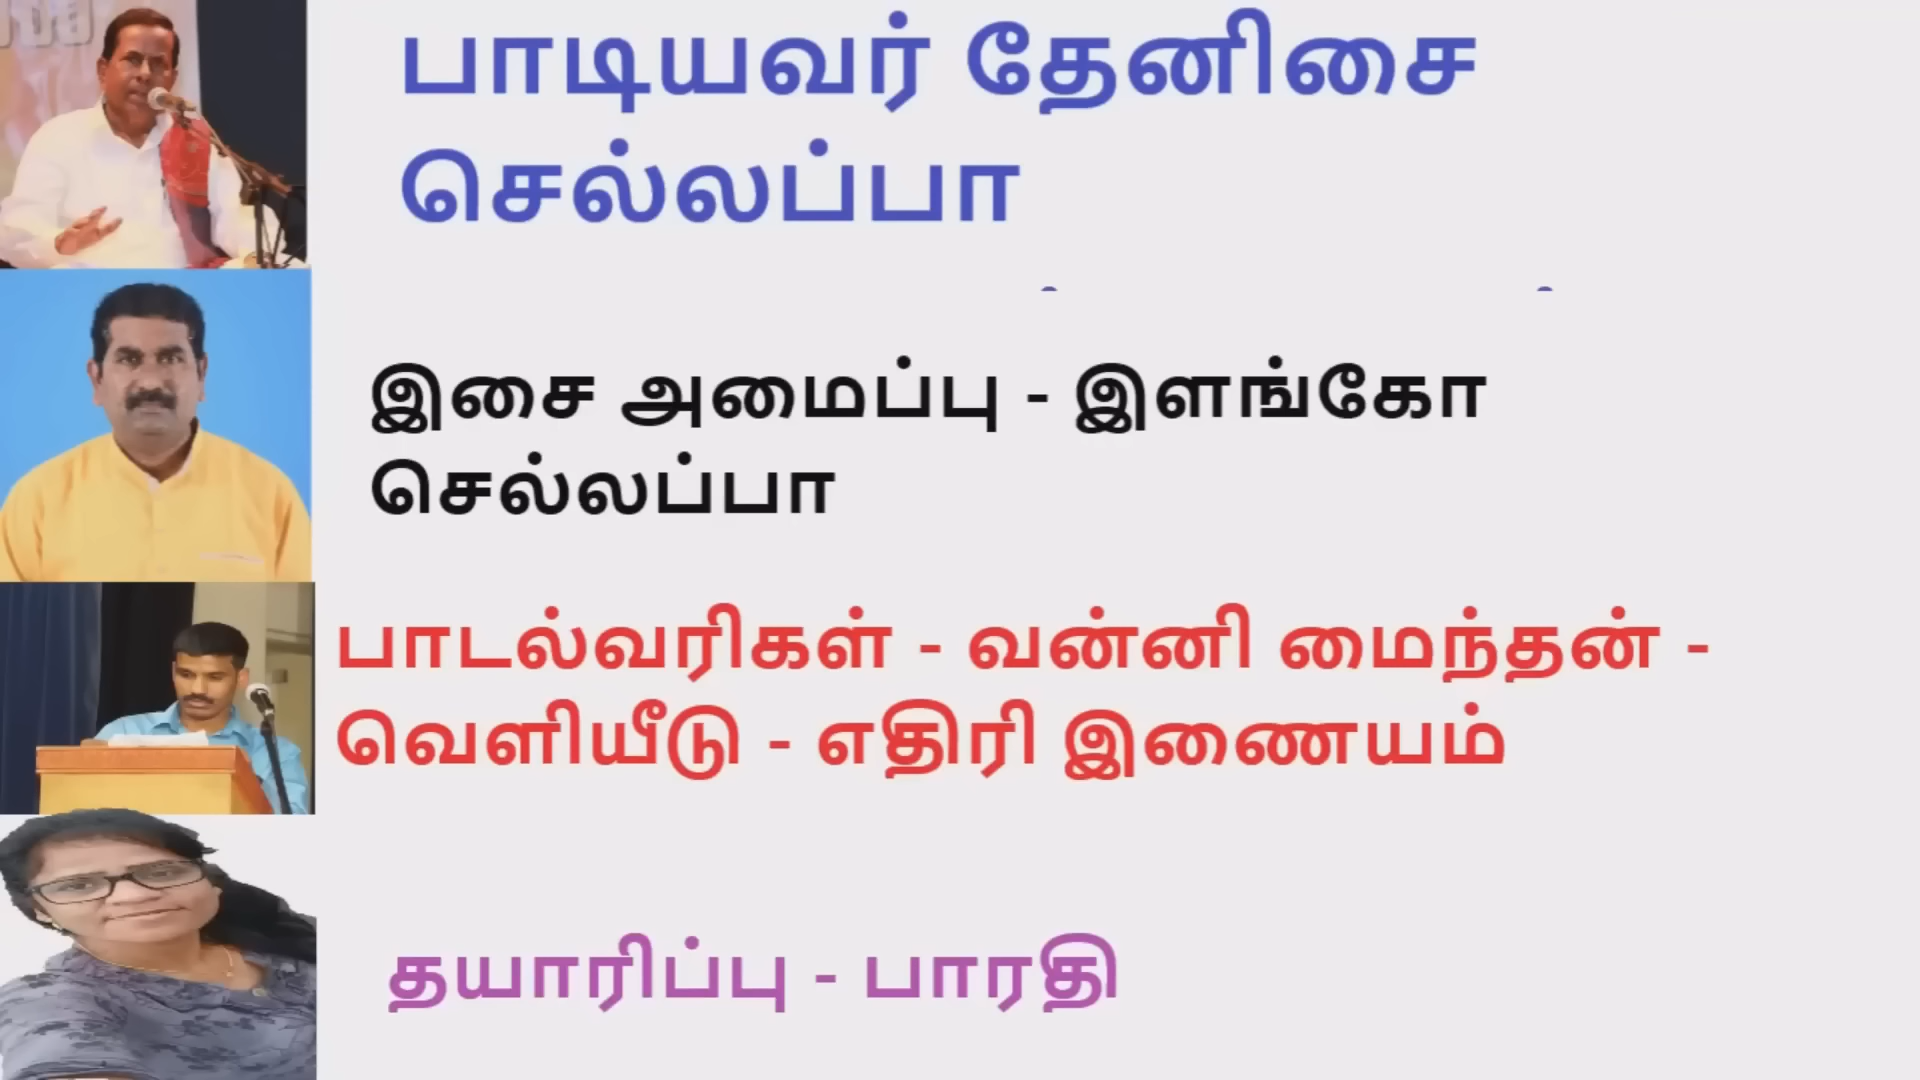 பாடியவர் தேனிசை
செல்லப்பா
இசை அமைப்பு - இளங்கோ
செல்லப்பா
பாடல்வரிகள் - வன்னி மைந்தன் -
வெளியீடு - எதிரி இணையம்
தயாரிப்பு - பாரதி